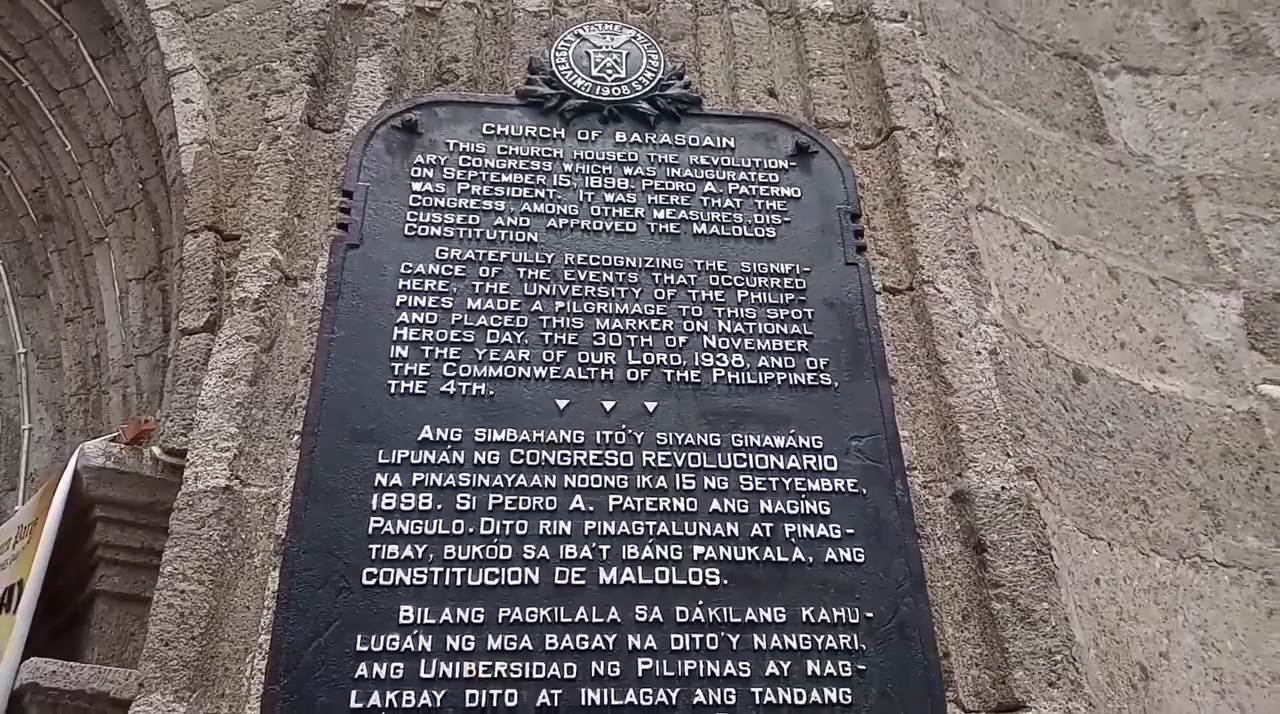 UNIVERSITY OF THE PHILIPPINES
1908
CHURCH OF BARASOAIN
THIS CHURCH HOUSED THE REVOLUTION-
ARY CONGRESS WHICH WAS INAUGURATED
ON SEPTEMBER 15, 1898. PEDRO A. PATERNO
WAS PRESIDENT. IT WAS HERE THAT THE
CONGRESS, AMONG OTHER MEASURES, DIS-
CUSSED AND APPROVED THE MALOLOS
CONSTITUTION.
GRATEFULLY RECOGNIZING THE SIGNIFI-
CANCE OF THE EVENTS THAT OCCURRED
HERE, THE UNIVERSITY OF THE PHILIP-
PINES MADE A PILGRIMAGE TO THIS SPOT
AND PLACED THIS MARKER ON NATIONAL
HEROES DAY, THE 30TH OF NOVEMBER
IN THE YEAR OF OUR LORD, 1938, AND OF
THE COMMONWEALTH OF THE PHILIPPINES,
THE 4TH.
ANG SIMBAHANG ITÓ'Y SIYANG GINAWÁNG
LIPUNÁN NG CONGRESO REVOLUCIONARIO
NA PINASINAYAAN NOONG IKA 15 NG SETYEMBRE,
1898. SI PEDRO A. PATERNO ANG NAGÍNG
PANGULO. DITO RIN PINAGTALUNAN AT PINAG-
TIBAY, BUKÓD SA IBA'T IBÁNG PANUKALÀ, ANG
CONSTITUCION DE MALOLOS.
BILANG PAGKILALA SA DÁKILANG KAHU-
LUGÁN NG MGA BAGAY NA DITO'Y NANGYARI,
ANG UNIBERSIDAD NG PILIPINAS AY NAG-
LAKBAY DITO AT INILAGAY ANG TANDANG